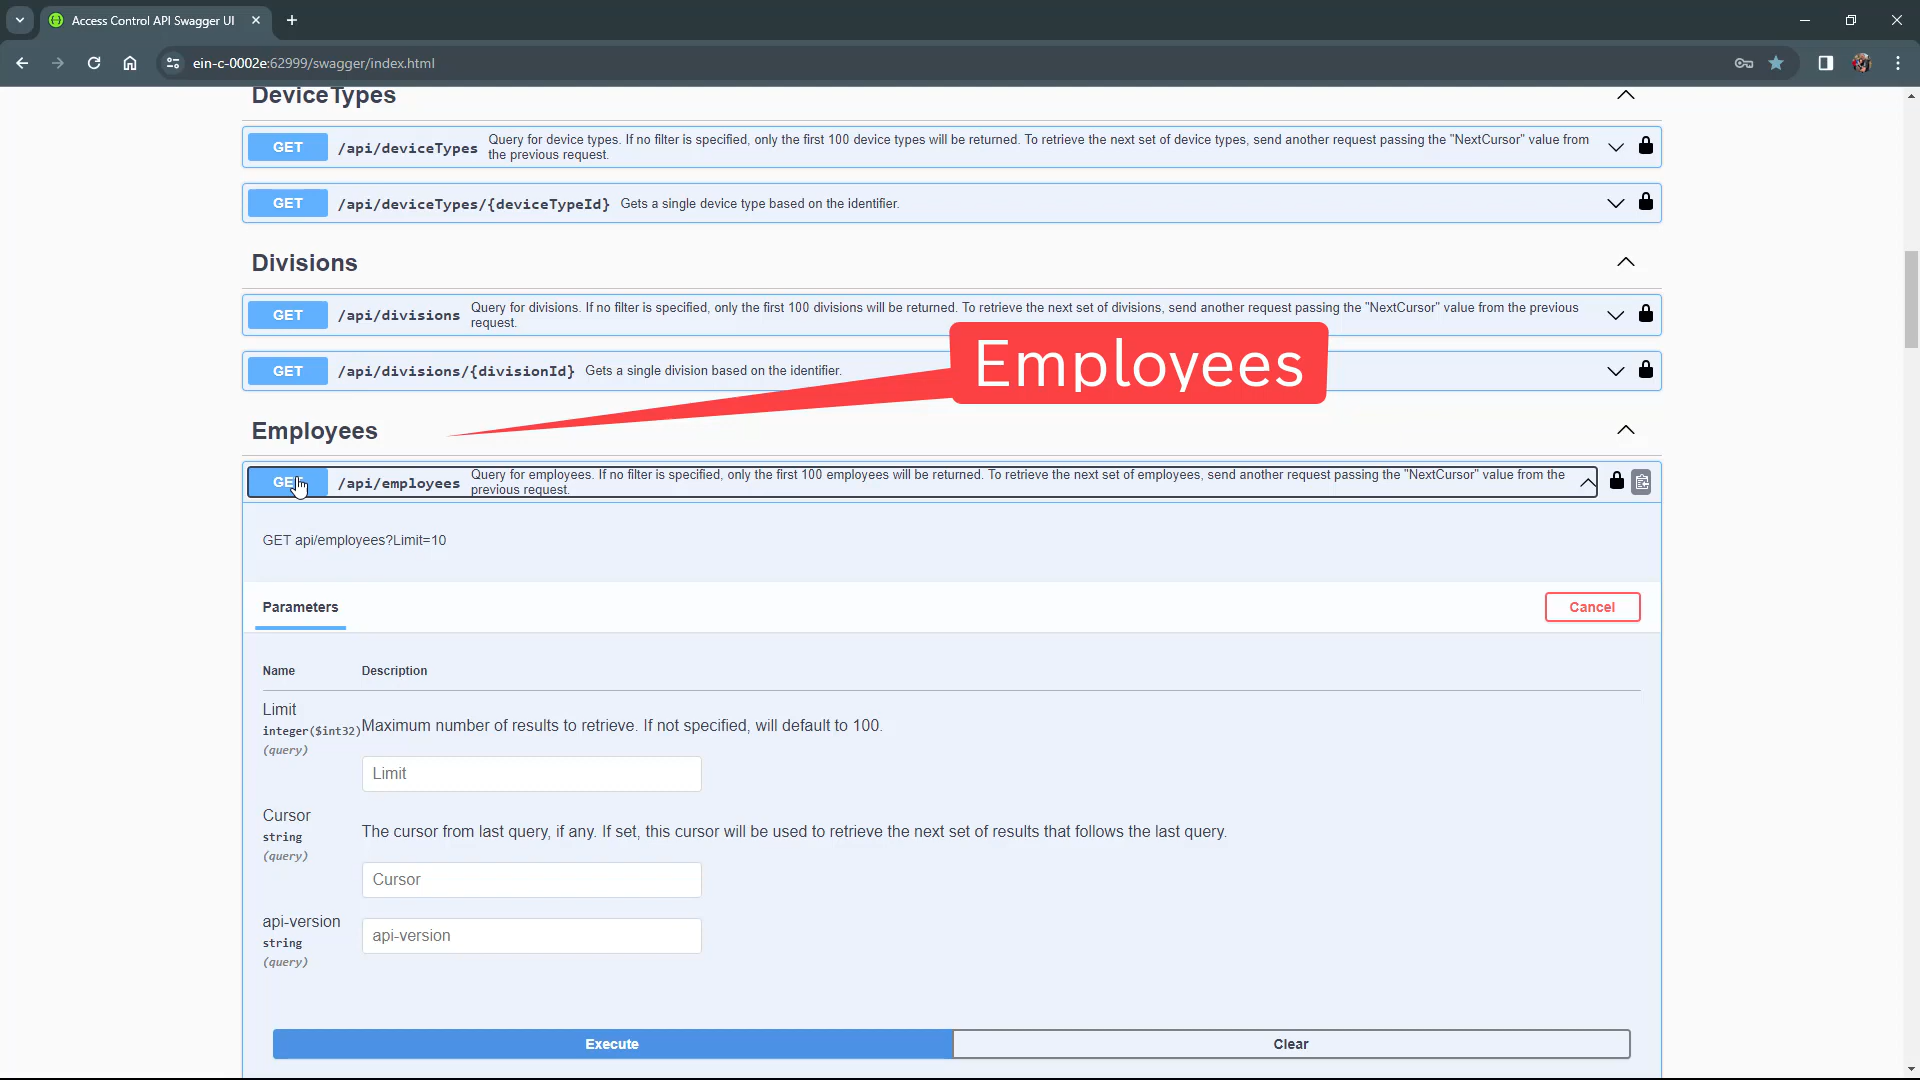 Access Control API Swagger UI
ein-c-0002e:62999/swagger/index.html
DeviceTypes
GET /api/deviceTypes Query for device types. If no filter is specified, only the first 100 device types will be returned. To retrieve the next set of device types, send another request passing the "NextCursor" value from
the previous request.
GET /api/deviceTypes/{deviceTypeId} Gets a single device type based on the identifier.
Divisions
GET /api/divisions Query for divisions. If no filter is specified, only the first 100 divisions will be returned. To retrieve the next set of divisions, send another request passing the "NextCursor" value from the previous
request.
Employees
GET /api/divisions/{divisionId} Gets a single division based on the identifier.
Employees
GET /api/employees Query for employees. If no filter is specified, only the first 100 employees will be returned. To retrieve the next set of employees, send another request passing the "NextCursor" value from the
previous request.
GET api/employees?Limit=10
Parameters
Cancel
Name Description
Limit
integer($int32)
(query)
Maximum number of results to retrieve. If not specified, will default to 100.
Limit
Cursor
string
(query)
The cursor from last query, if any. If set, this cursor will be used to retrieve the next set of results that follows the last query.
Cursor
api-version
string
(query)
api-version
Execute
Clear